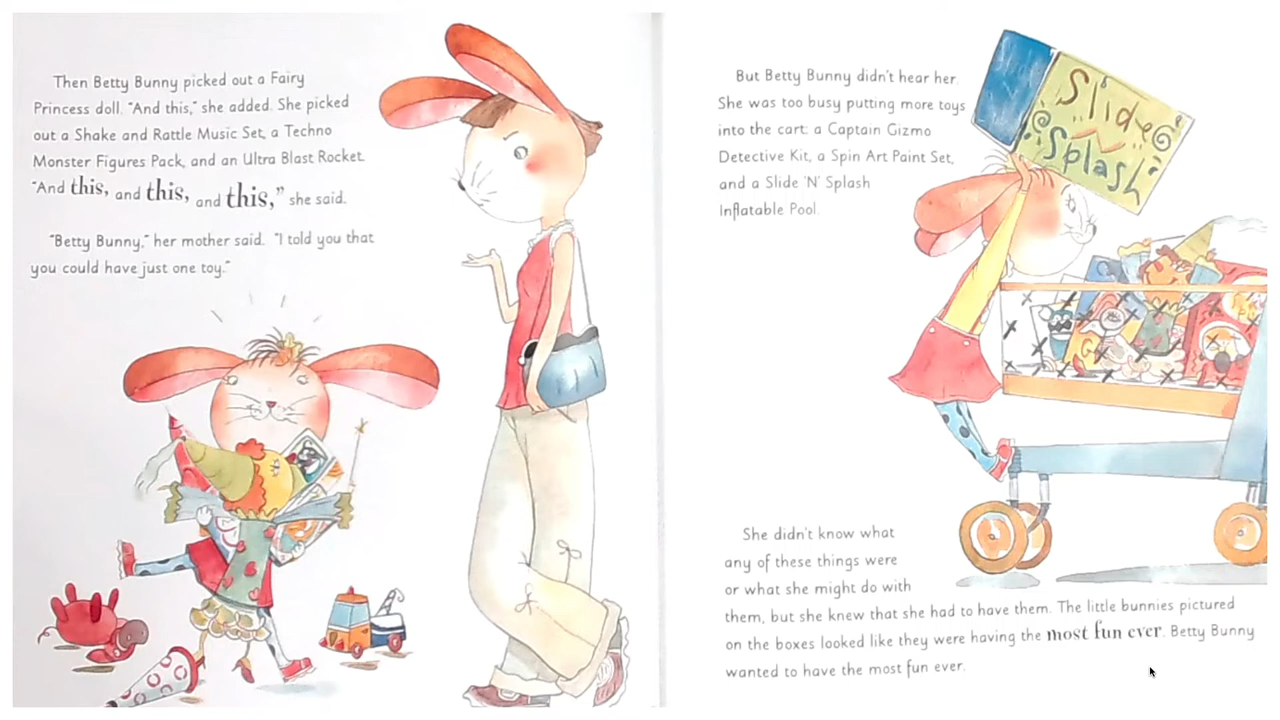 Then Betty Bunny picked out a Fairy
Princess doll. "And this," she added. She picked
out a Shake and Rattle Music Set, a Techno
Monster Figures Pack, and an Ultra Blast Rocket.
"And this, and this, and this," she said.
"Betty Bunny," her mother said. "I told you that
you could have just one toy."
But Betty Bunny didn't hear her.
She was too busy putting more toys
into the cart: a Captain Gizmo
Detective Kit, a Spin Art Paint Set,
and a Slide 'N' Splash
Inflatable Pool.
Slide
Splash
She didn't know what
any of these things were
or what she might do with
them, but she knew that she had to have them. The little bunnies pictured
on the boxes looked like they were having the most fun ever. Betty Bunny
wanted to have the most fun ever.